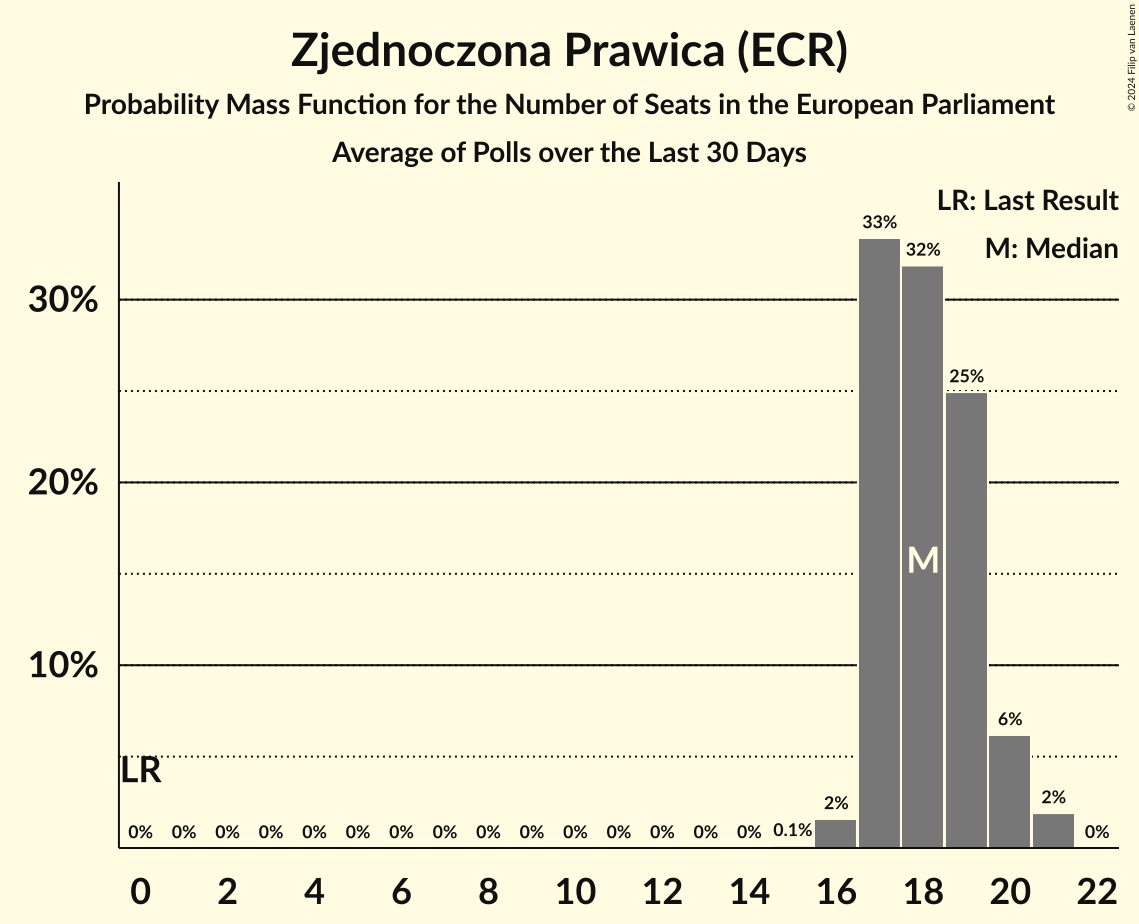 Zjednoczona Prawica (ECR)
Probability Mass Function for the Number of Seats in the European Parliament
Average of Polls over the Last 30 Days
© 2024 Filip van Laenen
LR: Last Result
M: Median
30%
20%
10%
33%
32%
25%
M
LR
0% 0% 0% 0% 0% 0% 0% 0% 0% 0% 0% 0% 0% 0% 0% 0.1% 2% 6% 2% 0%
0 2 4 6 8 10 12 14 16 18 20 22